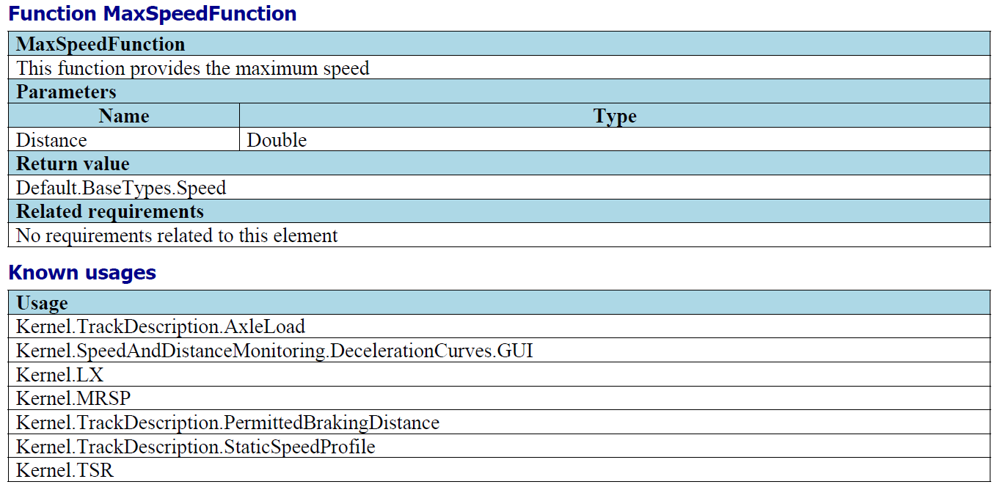 Function MaxSpeedFunction
MaxSpeedFunction
This function provides the maximum speed
Parameters
Name Type
Distance Double
Return value
Default.BaseTypes.Speed
Related requirements
No requirements related to this element
Known usages
Usage
Kernel.TrackDescription.AxleLoad
Kernel.SpeedAndDistanceMonitoring.DecelerationCurves.GUI
Kernel.LX
Kernel.MRSP
Kernel.TrackDescription.PermittedBrakingDistance
Kernel.TrackDescription.StaticSpeedProfile
Kernel.TSR